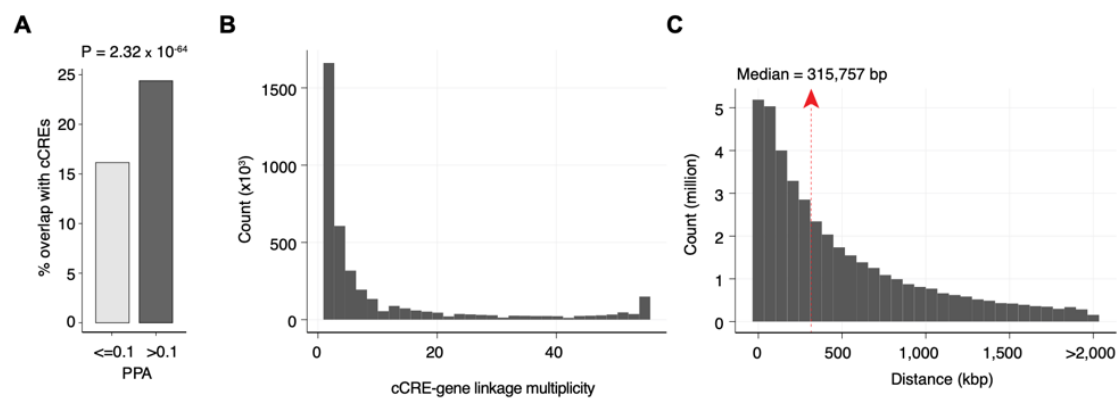 A
P = 2.32 x 10⁻⁶⁴
25
20
15
10
5
0
% overlap with cCREs
<=0.1 >0.1
PPA
B
1500
1000
500
0
Count (x10³)
0 20 40
cCRE-gene linkage multiplicity
C
Median = 315,757 bp
5
4
3
2
1
0
Count (million)
0 500 1,000 1,500 >2,000
Distance (kbp)